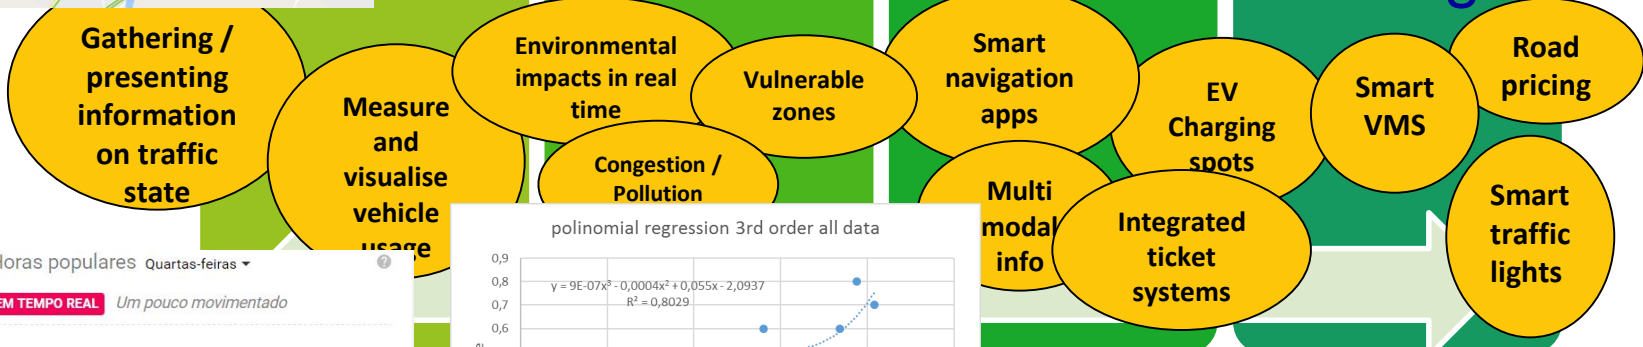 Gathering /
presenting
information
on traffic
state
Measure
and
visualise
vehicle
usage
Environmental
impacts in real
time
Congestion /
Pollution
Vulnerable
zones
Smart
navigation
apps
Multi
modal
info
EV
Charging
spots
Integrated
ticket
systems
Smart
VMS
Road
pricing
Smart
traffic
lights
Horas populares Quartas-feiras
EM TEMPO REAL Um pouco movimentado
polinomial regression 3rd order all data
y = 9E-07x³ - 0,0004x² + 0,055x - 2,0937
R² = 0,8029
0,9
0,8
0,7
0,6